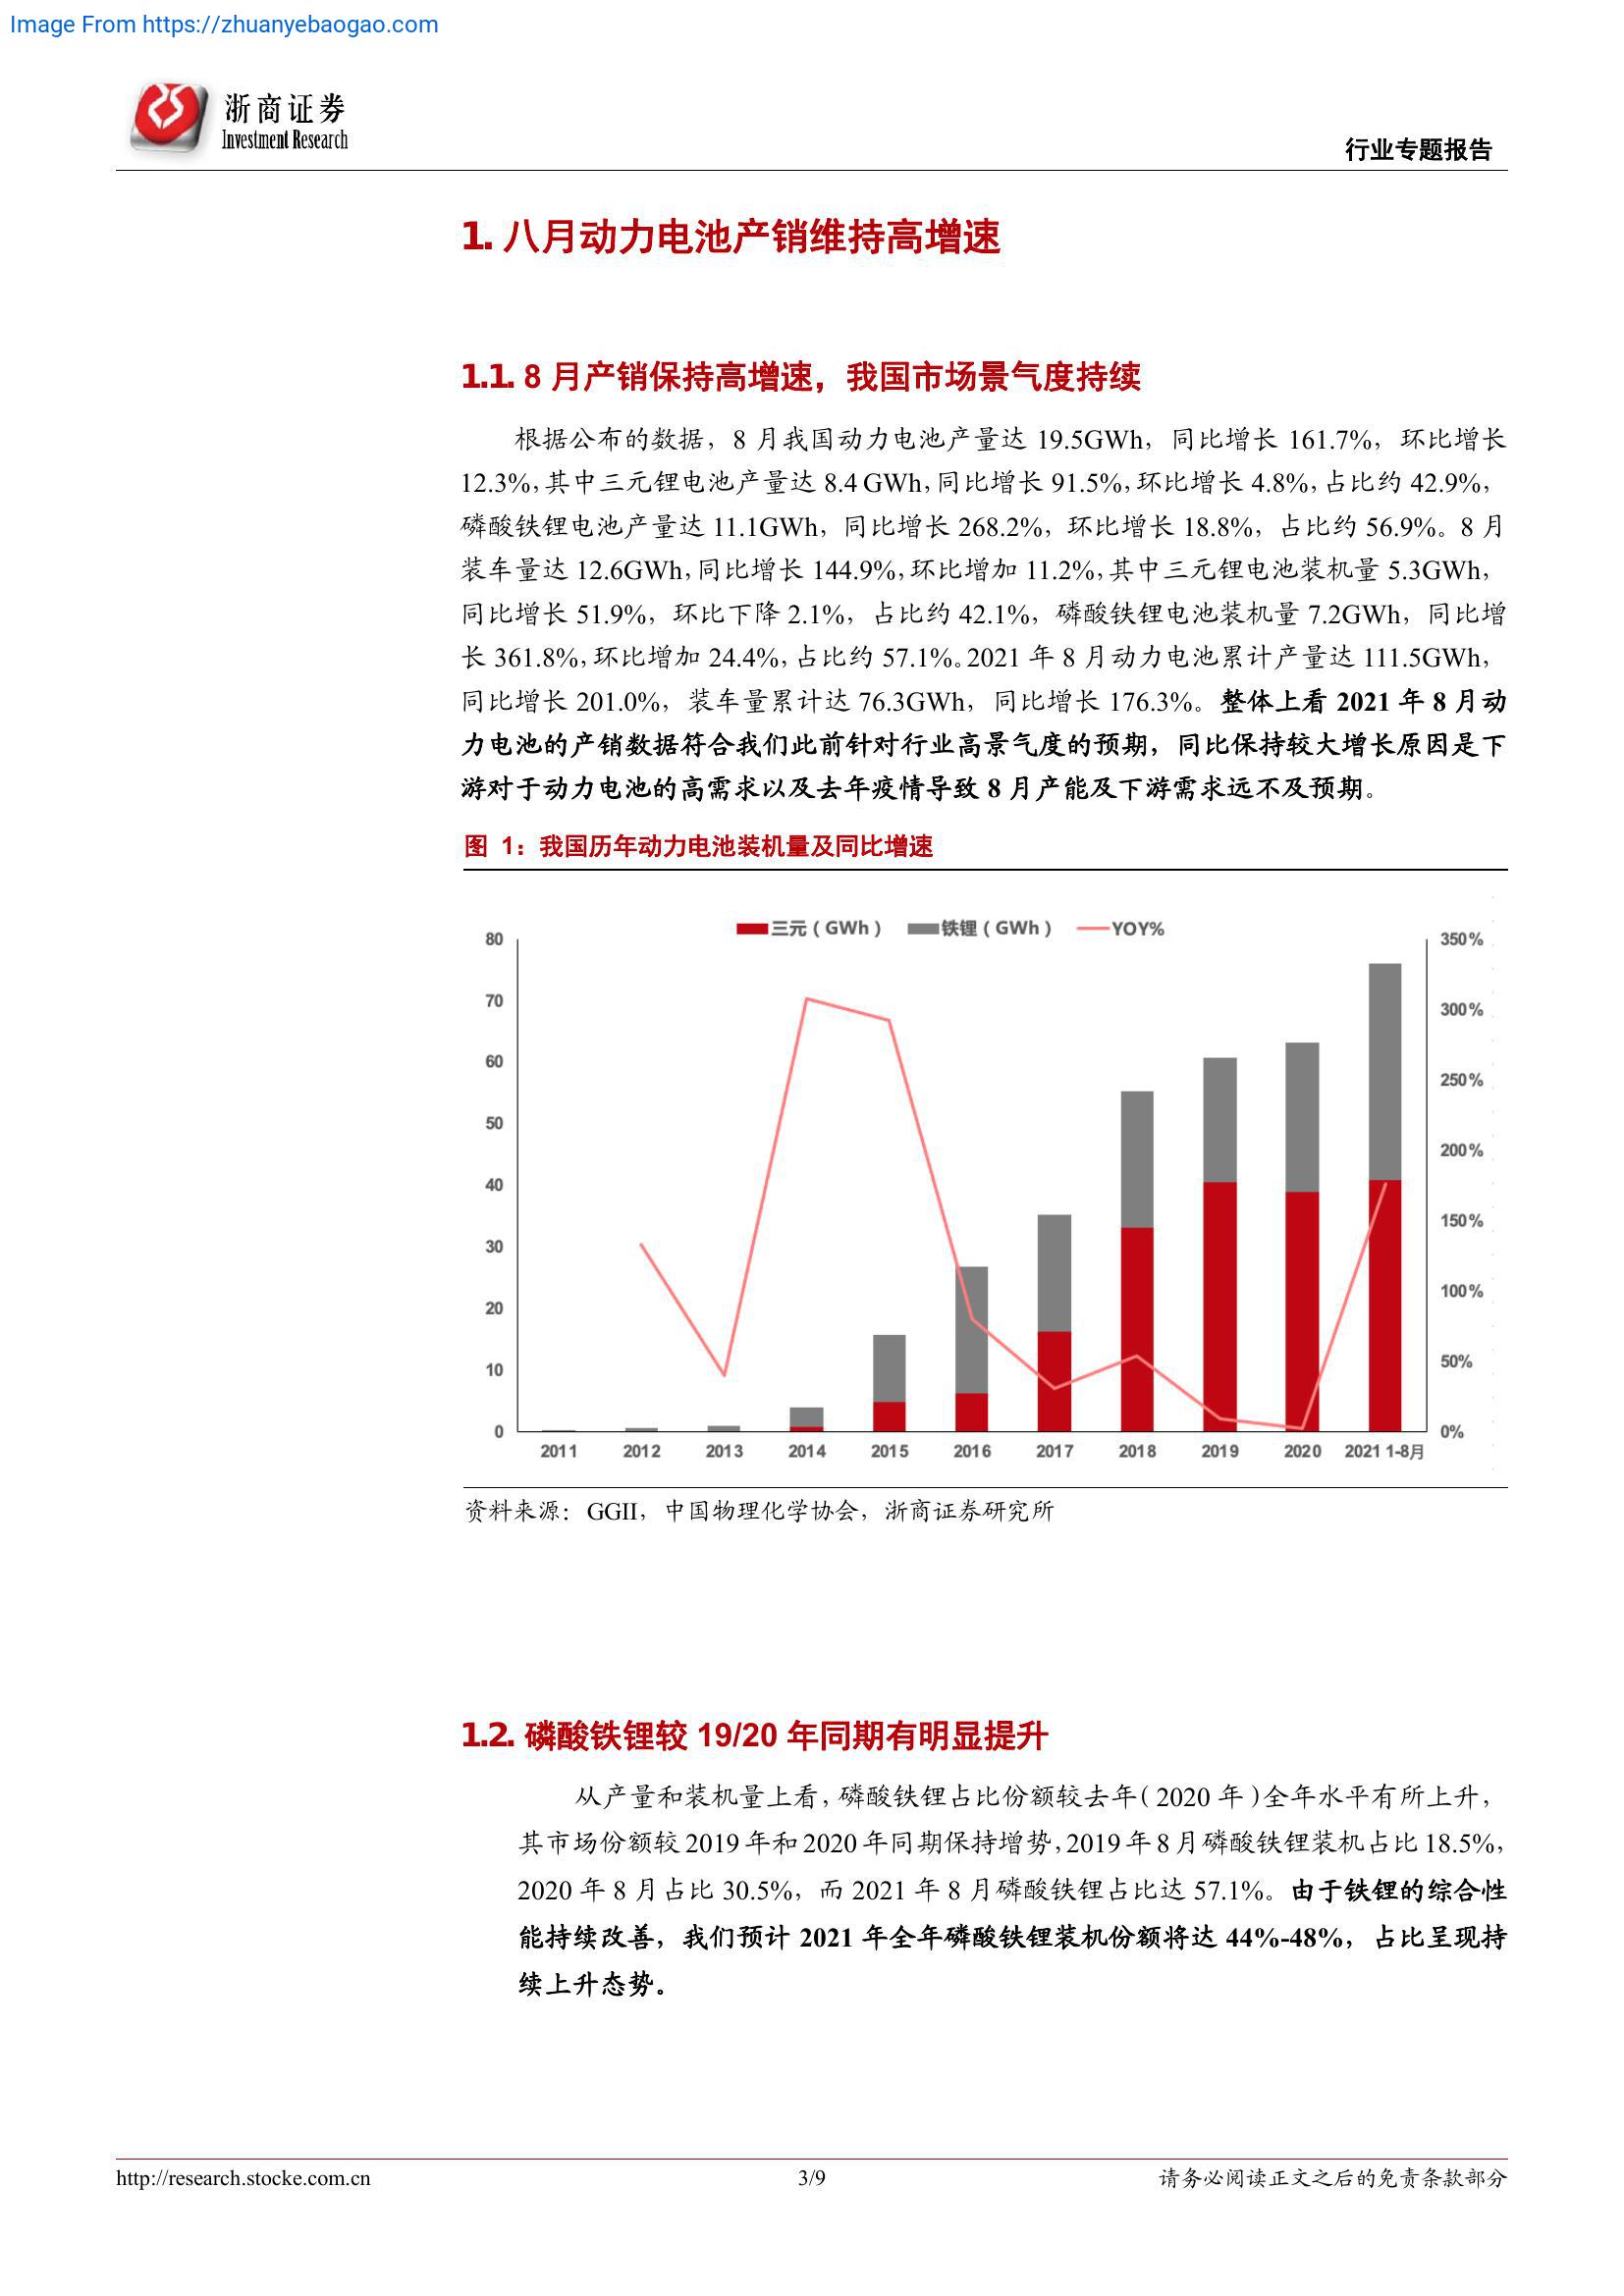 Image From https://zhuanyebaogao.com
浙商证券
Investment Research
行业专题报告
1. 八月动力电池产销维持高增速
1.1. 8 月产销保持高增速，我国市场景气度持续
根据公布的数据，8 月我国动力电池产量达 19.5GWh，同比增长 161.7%，环比增长
12.3%，其中三元锂电池产量达 8.4 GWh，同比增长 91.5%，环比增长 4.8%，占比约 42.9%，
磷酸铁锂电池产量达 11.1GWh，同比增长 268.2%，环比增长 18.8%，占比约 56.9%。8 月
装车量达 12.6GWh，同比增长 144.9%，环比增加 11.2%，其中三元锂电池装机量 5.3GWh，
同比增长 51.9%，环比下降 2.1%，占比约 42.1%，磷酸铁锂电池装机量 7.2GWh，同比增
长 361.8%，环比增加 24.4%，占比约 57.1%。2021 年 8 月动力电池累计产量达 111.5GWh，
同比增长 201.0%，装车量累计达 76.3GWh，同比增长 176.3%。整体上看 2021 年 8 月动
力电池的产销数据符合我们此前针对行业高景气度的预期，同比保持较大增长原因是下
游对于动力电池的高需求以及去年疫情导致 8 月产能及下游需求远不及预期。
图 1：我国历年动力电池装机量及同比增速
三元（GWh） 铁锂（GWh） YOY%
80 350%
70 300%
60 250%
50 200%
40 150%
30 100%
20 50%
10 0%
0
2011 2012 2013 2014 2015 2016 2017 2018 2019 2020 2021 1-8月
资料来源：GGII，中国物理化学协会，浙商证券研究所
1.2. 磷酸铁锂较 19/20 年同期有明显提升
从产量和装机量上看，磷酸铁锂占比份额较去年（2020 年）全年水平有所上升，
其市场份额较 2019 年和 2020 年同期保持增势，2019 年 8 月磷酸铁锂装机占比 18.5%，
2020 年 8 月占比 30.5%，而 2021 年 8 月磷酸铁锂占比达 57.1%。由于铁锂的综合性
能持续改善，我们预计 2021 年全年磷酸铁锂装机份额将达 44%-48%，占比呈现持
续上升态势。
http://research.stocke.com.cn 3/9 请务必阅读正文之后的免责条款部分